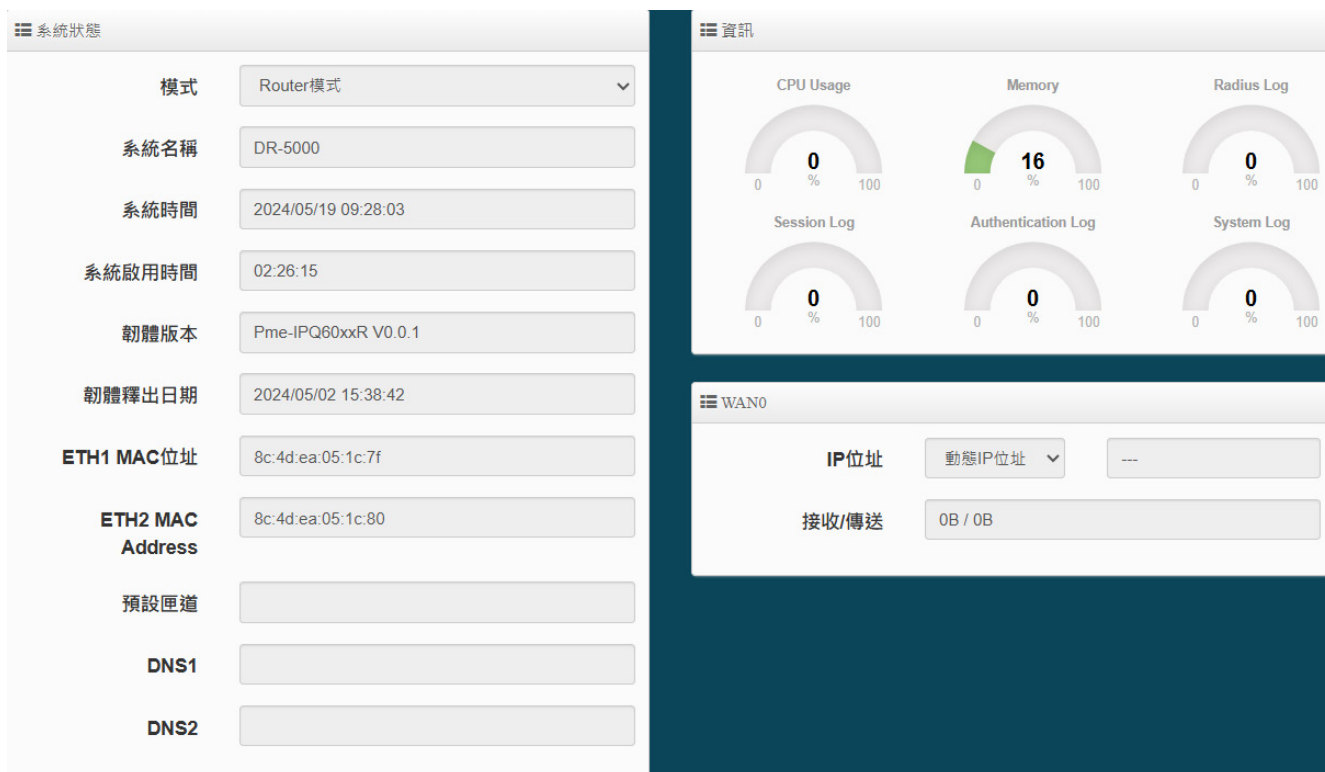 系統狀態
模式 Router模式
系統名稱 DR-5000
系統時間 2024/05/19 09:28:03
系統啟用時間 02:26:15
韌體版本 Pme-IPQ60xxR V0.0.1
韌體釋出日期 2024/05/02 15:38:42
ETH1 MAC位址 8c:4d:ea:05:1c:7f
ETH2 MAC 8c:4d:ea:05:1c:80
Address
預設匣道
DNS1
DNS2
資訊
CPU Usage Memory Radius Log
0 16 0
% % %
0 100 0 100 0 100
Session Log Authentication Log System Log
0 0 0
% % %
0 100 0 100 0 100
WAN0
IP位址 動態IP位址 ---
接收/傳送 0B / 0B